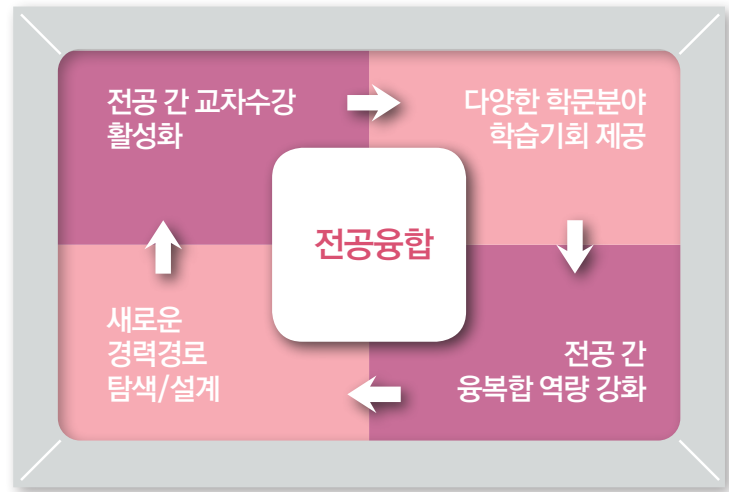 전공 간 교차수강
활성화
다양한 학문분야
학습기회 제공
전공융합
새로운
경력경로
탐색/설계
전공 간
융복합 역량 강화